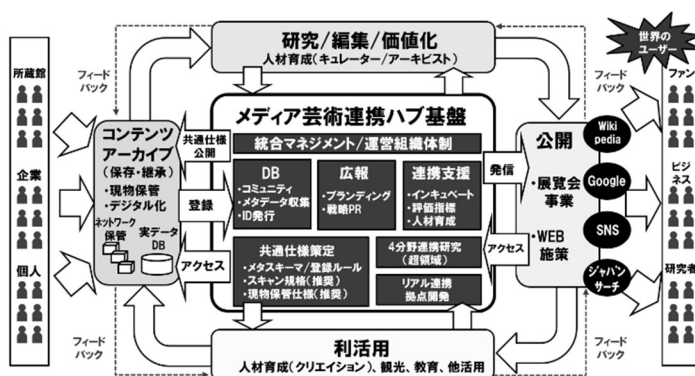 研究/編集/価値化
人材育成(キュレーター/アーキビスト)
世界の
ユーザー
所蔵館
企業
個人
フィード
バック
フィード
バック
コンテンツ
アーカイブ
(保存・継承)
・現物保管
・デジタル化
ネットワーク
保管
実データ
DB
共通仕様
公開
登録
アクセス
メディア芸術連携ハブ基盤
統合マネジメント/運営組織体制
DB
・コミュニティ
・メタデータ収集
・ID発行
広報
・ブランディング
・戦略PR
連携支援
・インキュベート
・評価指標
・人材育成
共通仕様策定
・メタスキーマ/登録ルール
・スキャン規格(推奨)
・現物保管仕様(推奨)
4分野連携研究
(超領域)
リアル連携
拠点開発
発信
アクセス
公開
・展覧会
事業
・WEB
施策
Wiki
pedia
Google
SNS
ジャパン
サーチ
フィード
バック
ファン
ビジ
ネス
研究者
フィード
バック
利活用
人材育成(クリエイション)、観光、教育、他活用